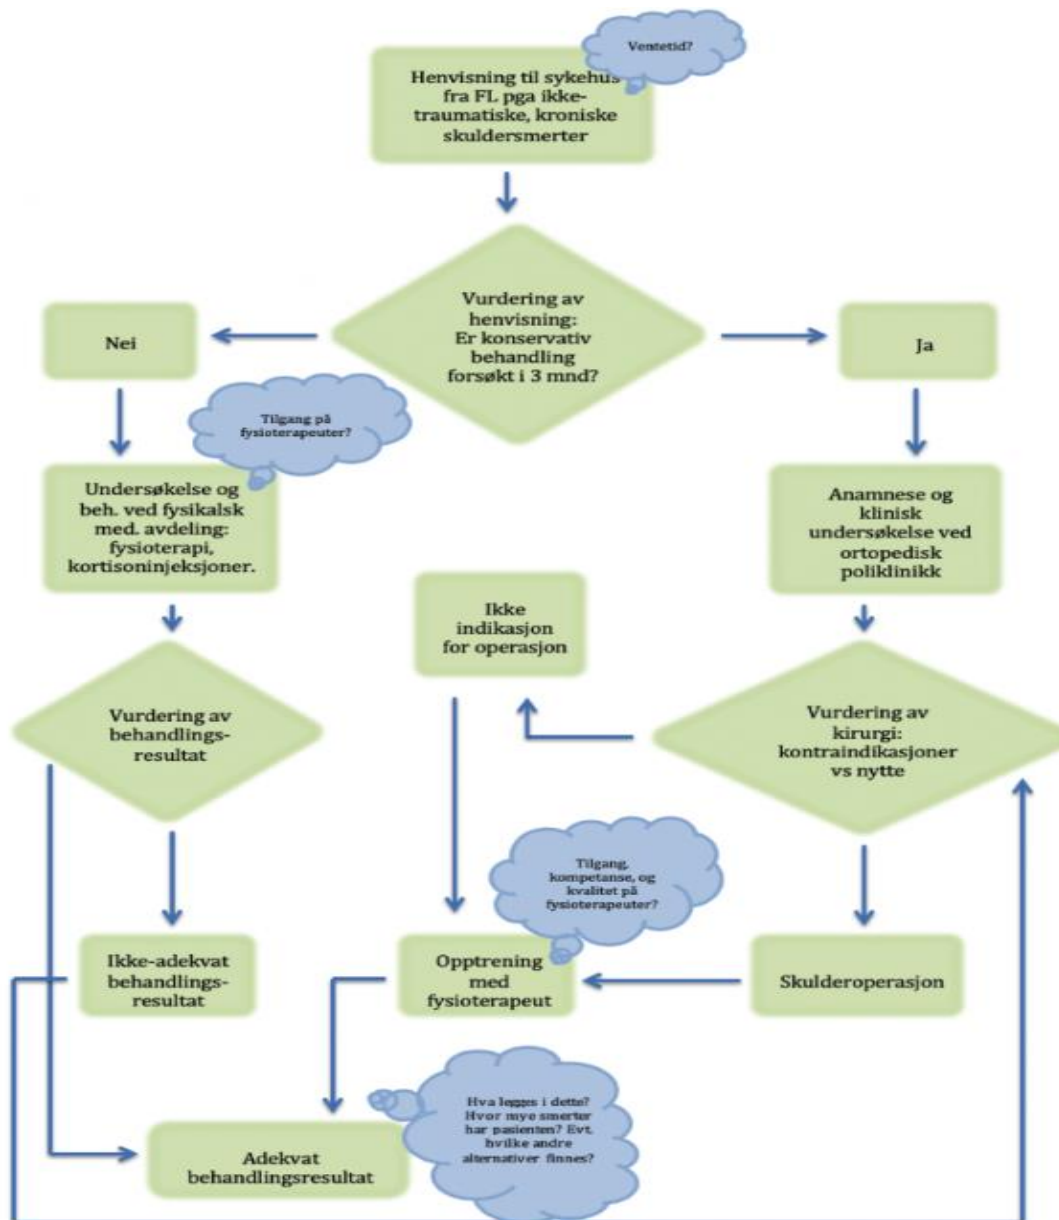 Ventetid?
Henvisning til sykehus
fra FL pga ikke-
traumatiske, kroniske
skuldersmerter
Vurdering av
henvisning:
Er konservativ
behandling
forsøkt i 3 mnd?
Nei
Ja
Tilgang på
fysioterapeuter?
Undersøkelse og
beh. ved fysikalsk
med. avdeling:
fysioterapi,
kortisoninjeksjoner.
Anamnese og
klinisk
undersøkelse ved
ortopedisk
poliklinikk
Ikke
indikasjon
for operasjon
Vurdering av
behandlings-
resultat
Vurdering av
kirurgi:
kontraindikasjoner
vs nytte
Tilgang,
kompetanse, og
kvalitet på
fysioterapeuter?
Ikke-adekvat
behandlings-
resultat
Opptrening
med
fysioterapeut
Skulderoperasjon
Hva legges i dette?
Hvor mye smerter
har pasienten? Evt.
hvilke andre
alternativer finnes?
Adekvat
behandlingsresultat